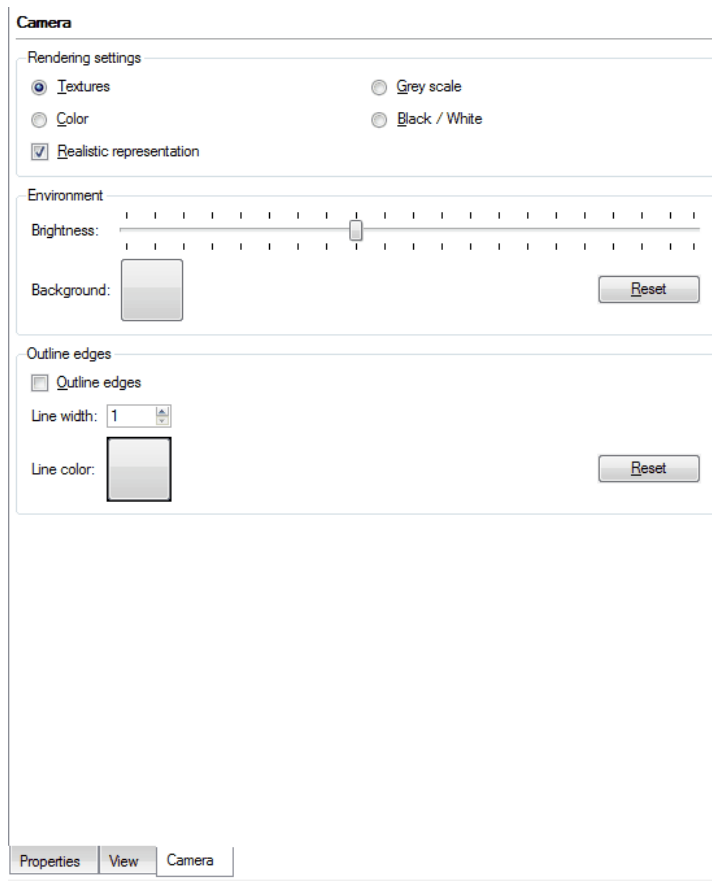 Camera
Rendering settings
Textures Grey scale
Color Black / White
Realistic representation
Environment
Brightness:
Background: Reset
Outline edges
Outline edges
Line width: 1
Line color: Reset
Properties View Camera